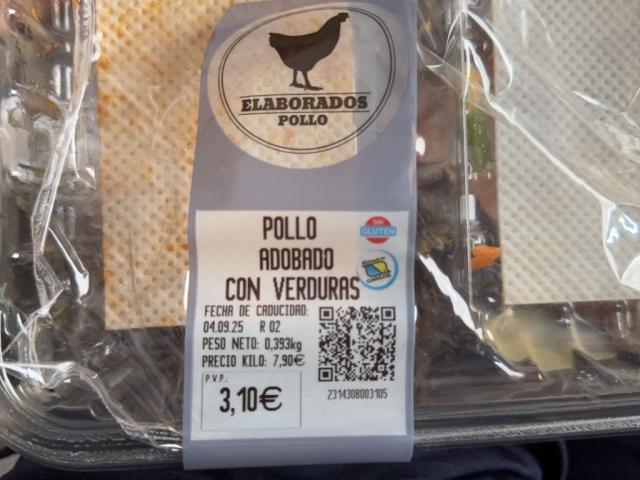 ELABORADOS
POLLO
POLLO
ADOBADO
CON VERDURAS
SIN
GLUTEN
FECHA DE CADUCIDAD:
04.09.25 R 02
PESO NETO: 0,393kg
PRECIO KILO: 7,90€
P.V.P.:
3,10€
2314308003105